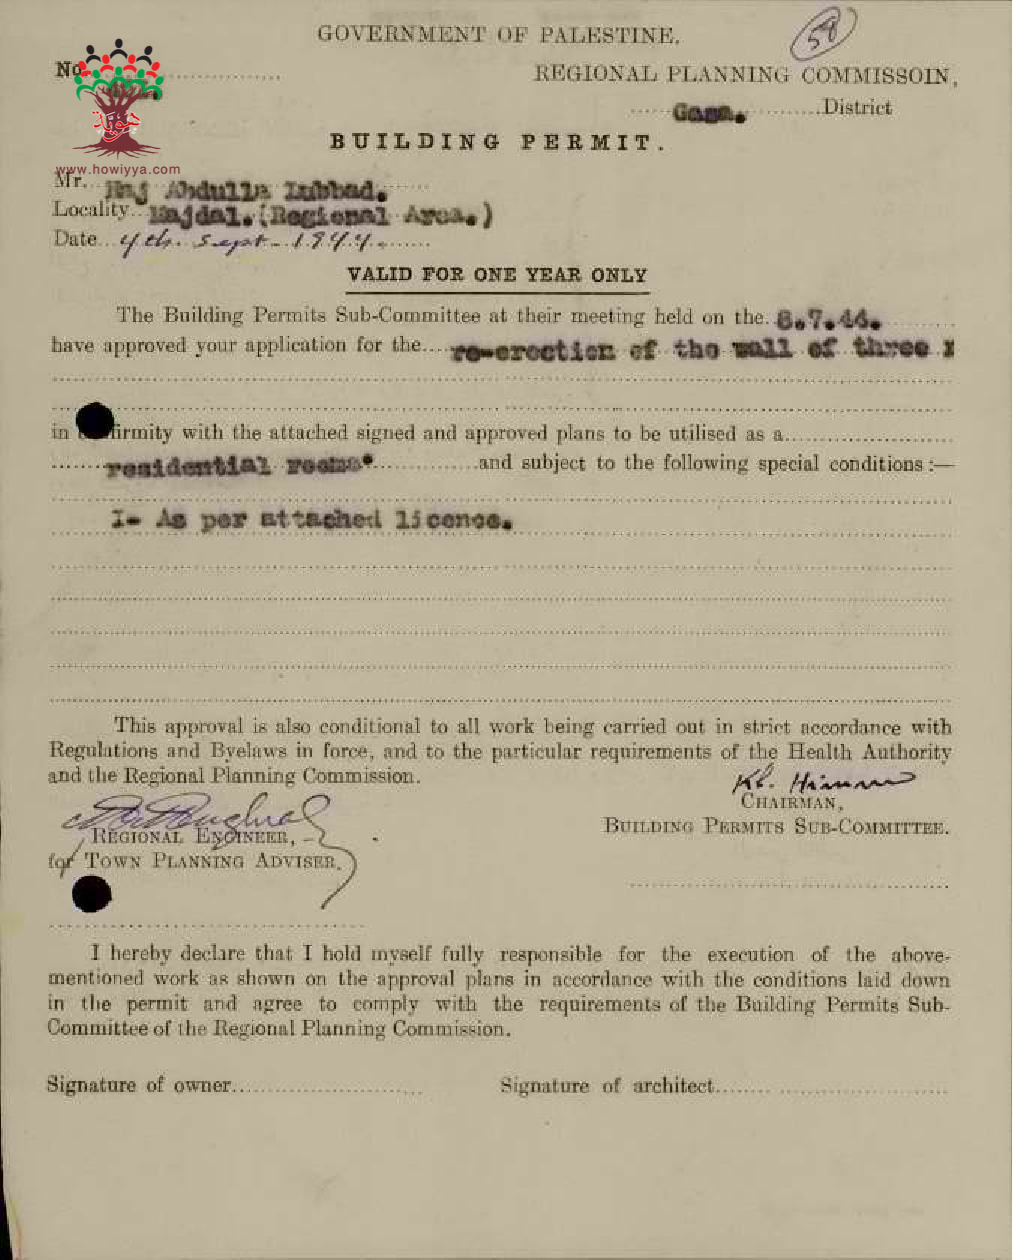 GOVERNMENT OF PALESTINE.
58
No.
REGIONAL PLANNING COMMISSOIN,
Gaza. District
BUILDING PERMIT.
www.howiyya.com
Mr. Haj Abdulla Lubbad.
Locality Majdal.(Regional Area.)
Date 4th. Sept. 1944.
VALID FOR ONE YEAR ONLY
The Building Permits Sub-Committee at their meeting held on the 8.7.44.
have approved your application for the re-erection of the wall of three
in firmity with the attached signed and approved plans to be utilised as a
residential rooms. and subject to the following special conditions :—
I- As per attached licence.
This approval is also conditional to all work being carried out in strict accordance with
Regulations and Byelaws in force, and to the particular requirements of the Health Authority
and the Regional Planning Commission.
CHAIRMAN,
BUILDING PERMITS SUB-COMMITTEE.
REGIONAL ENGINEER,
for TOWN PLANNING ADVISER.
I hereby declare that I hold myself fully responsible for the execution of the above-
mentioned work as shown on the approval plans in accordance with the conditions laid down
in the permit and agree to comply with the requirements of the Building Permits Sub-
Committee of the Regional Planning Commission.
Signature of owner
Signature of architect